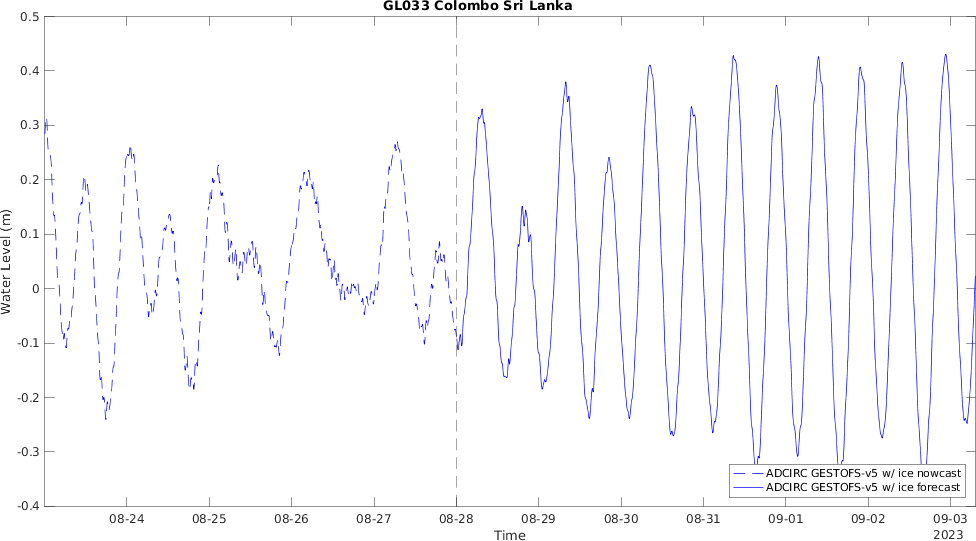 GL033 Colombo Sri Lanka
0.5
0.4
0.3
0.2
0.1
0
-0.1
-0.2
-0.3
-0.4
Water Level (m)
ADCIRC GESTOFS-v5 w/ ice nowcast
ADCIRC GESTOFS-v5 w/ ice forecast
08-24 08-25 08-26 08-27 08-28 08-29 08-30 08-31 09-01 09-02 09-03
Time
2023